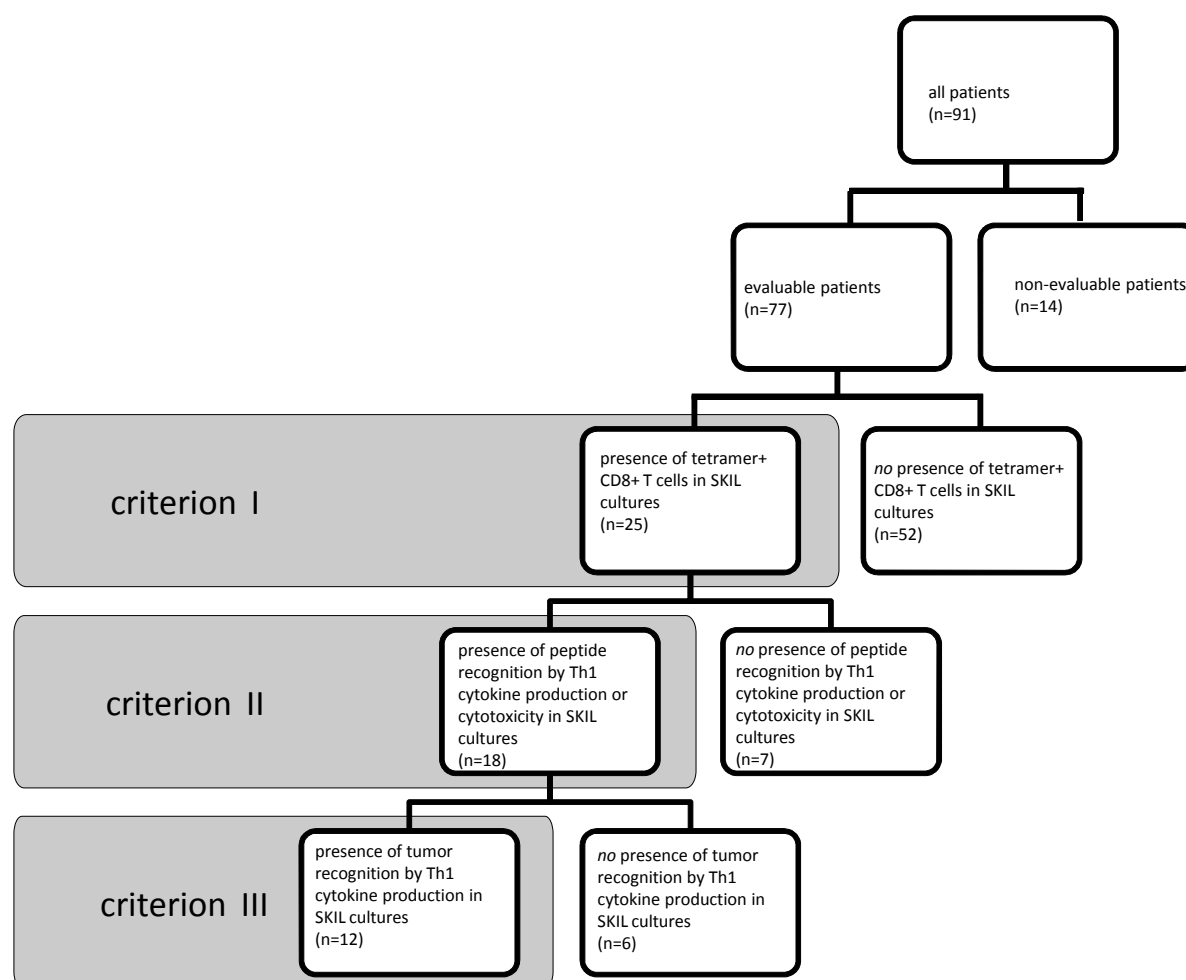 all patients
(n=91)
evaluable patients
(n=77)
non-evaluable patients
(n=14)
criterion I
presence of tetramer+
CD8+ T cells in SKIL
cultures
(n=25)
no presence of tetramer+
CD8+ T cells in SKIL
cultures
(n=52)
criterion II
presence of peptide
recognition by Th1
cytokine production or
cytotoxicity in SKIL
cultures
(n=18)
no presence of peptide
recognition by Th1
cytokine production or
cytotoxicity in SKIL
cultures
(n=7)
criterion III
presence of tumor
recognition by Th1
cytokine production in
SKIL cultures
(n=12)
no presence of tumor
recognition by Th1
cytokine production in
SKIL cultures
(n=6)